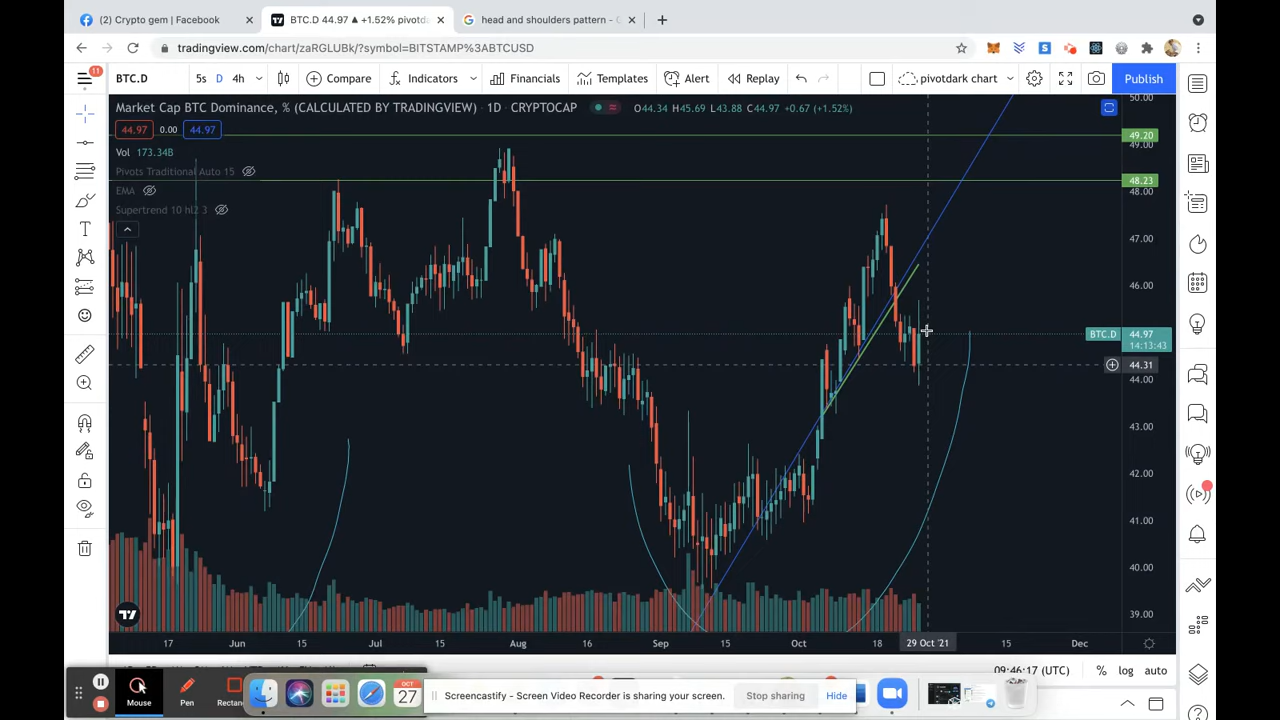 (2) Crypto gem | Facebook
BTC.D 44.97 ▲ +1.52% pivotda
head and shoulders pattern - G
tradingview.com/chart/zaRGLUBk/?symbol=BITSTAMP%3ABTCUSD
11
BTC.D 5s D 4h Compare Indicators Financials Templates Alert Replay pivotdark chart Publish
Market Cap BTC Dominance, % (CALCULATED BY TRADINGVIEW) · 1D · CRYPTOCAP O44.34 H45.69 L43.88 C44.97 +0.67 (+1.52%)
44.97 0.00 44.97
Vol 173.34B
Pivots Traditional Auto 15
EMA
Supertrend 10 hl2 3
50.00
49.20
49.00
48.23
48.00
47.00
46.00
BTC.D 44.97
14:13:43
44.31
44.00
43.00
42.00
41.00
40.00
39.00
17 Jun 15 Jul 15 Aug 16 Sep 15 Oct 18 29 Oct '21 15 Dec
09:46:17 (UTC) % log auto
Mouse Pen Rectan
OCT
27
Screencastify - Screen Video Recorder is sharing your screen. Stop sharing Hide